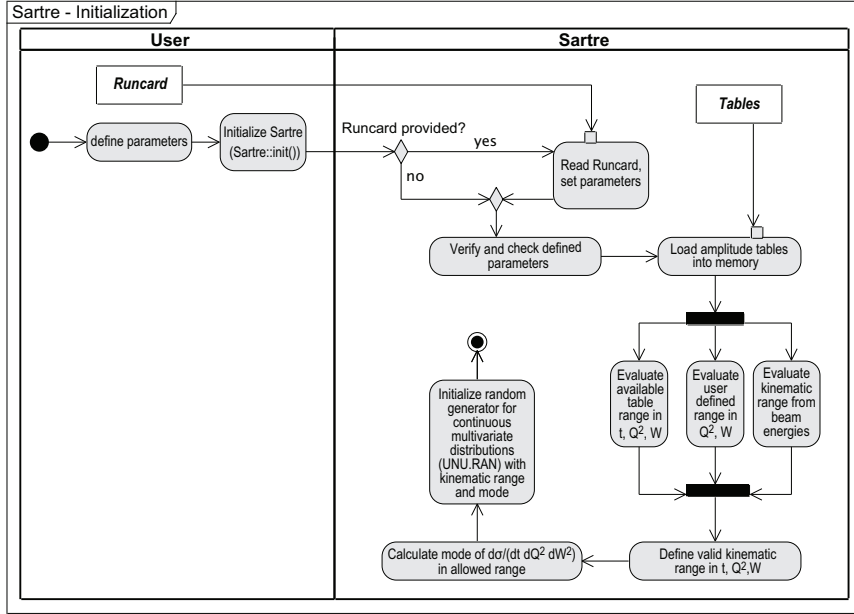 Sartre - Initialization
User
Sartre
Runcard
Tables
define parameters
Initialize Sartre
(Sartre::init())
Runcard provided?
yes
no
Read Runcard,
set parameters
Verify and check defined
parameters
Load amplitude tables
into memory
Evaluate
available
table
range in
t, Q², W
Evaluate
user
defined
range in
Q², W
Evaluate
kinematic
range from
beam
energies
Initialize random
generator for
continuous
multivariate
distributions
(UNU.RAN) with
kinematic range
and mode
Calculate mode of dσ/(dt dQ² dW²)
in allowed range
Define valid kinematic
range in t, Q²,W